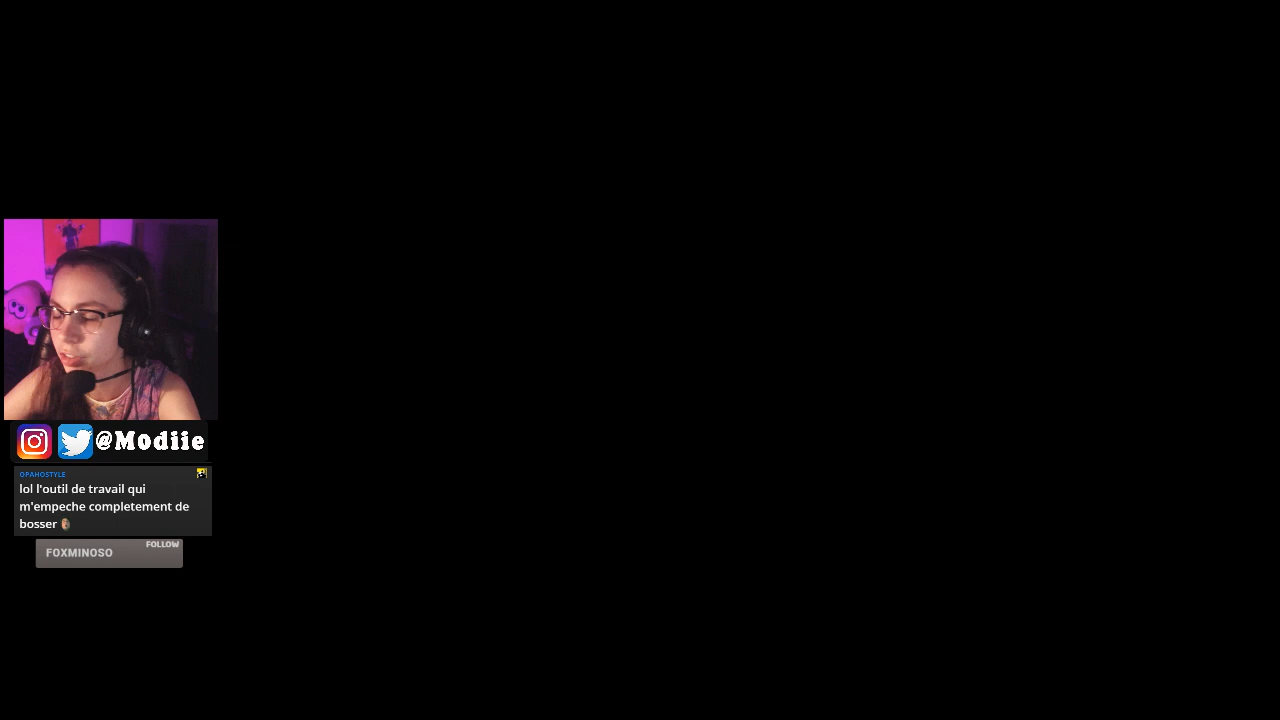 @Modiie
OPAHOSTYLE
lol l'outil de travail qui
m'empeche completement de
bosser
FOLLOW
FOXMINOSO